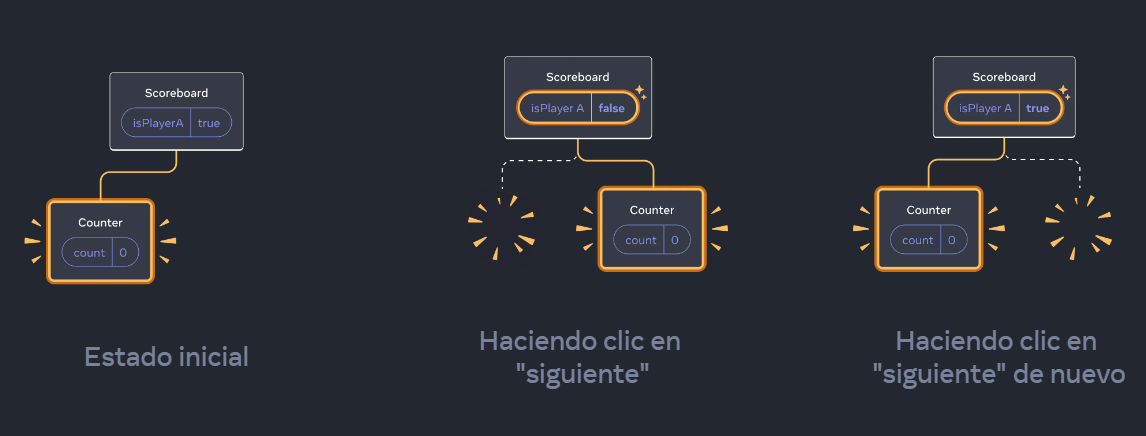 Scoreboard
isPlayerA true
Counter
count 0
Estado inicial
Scoreboard
isPlayer A false
Counter
count 0
Haciendo clic en
"siguiente"
Scoreboard
isPlayer A true
Counter
count 0
Haciendo clic en
"siguiente" de nuevo